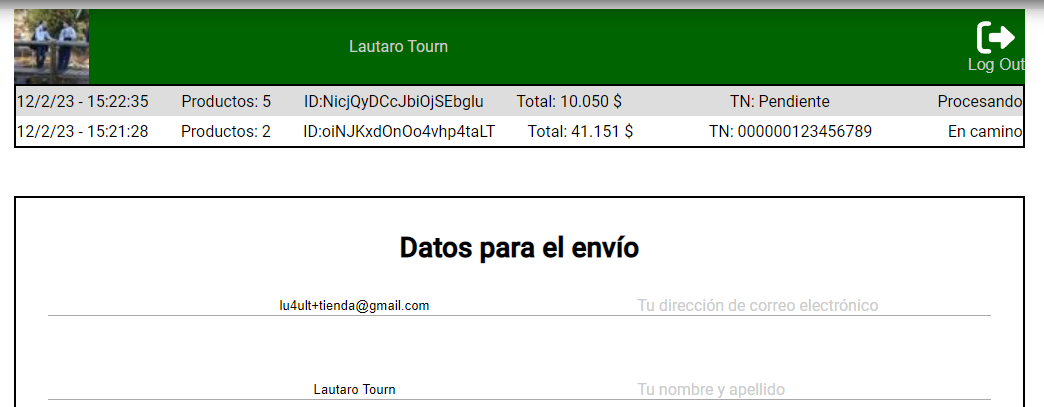 Lautaro Tourn
Log Out
12/2/23 - 15:22:35 Productos: 5 ID:NicjQyDCcJbiOjSEbglu Total: 10.050 $ TN: Pendiente Procesando
12/2/23 - 15:21:28 Productos: 2 ID:oiNJKxdOnOo4vhp4taLT Total: 41.151 $ TN: 000000123456789 En camino
Datos para el envío
lu4ult+tienda@gmail.com Tu dirección de correo electrónico
Lautaro Tourn Tu nombre y apellido